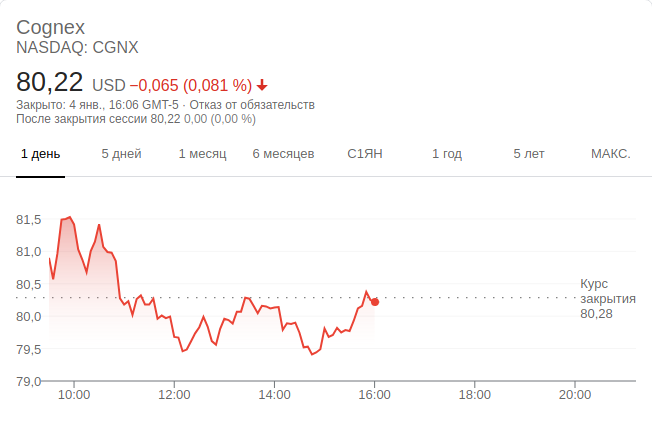 Cognex
NASDAQ: CGNX
80,22 USD −0,065 (0,081 %)
Закрыто: 4 янв., 16:06 GMT-5 · Отказ от обязательств
После закрытия сессии 80,22 0,00 (0,00 %)
1 день 5 дней 1 месяц 6 месяцев С1ЯН 1 год 5 лет МАКС.
81,5
81,0
80,5
80,0
79,5
79,0
Курс
закрытия
80,28
10:00 12:00 14:00 16:00 18:00 20:00